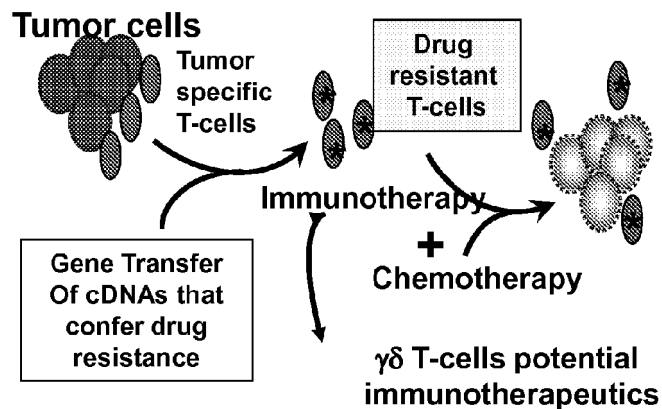 Tumor cells
Tumor
specific
T-cells
Drug
resistant
T-cells
Immunotherapy
+
Chemotherapy
Gene Transfer
Of cDNAs that
confer drug
resistance
γδ T-cells potential
immunotherapeutics